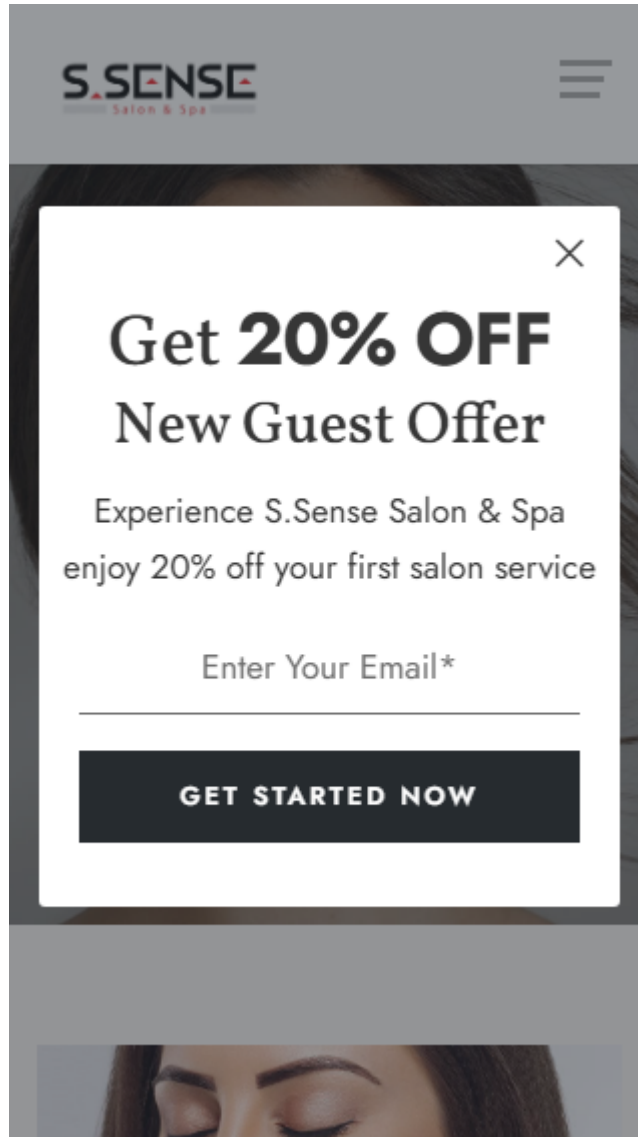 S.SENSE
Salon & Spa
Get 20% OFF
New Guest Offer
Experience S.Sense Salon & Spa
enjoy 20% off your first salon service
Enter Your Email*
GET STARTED NOW